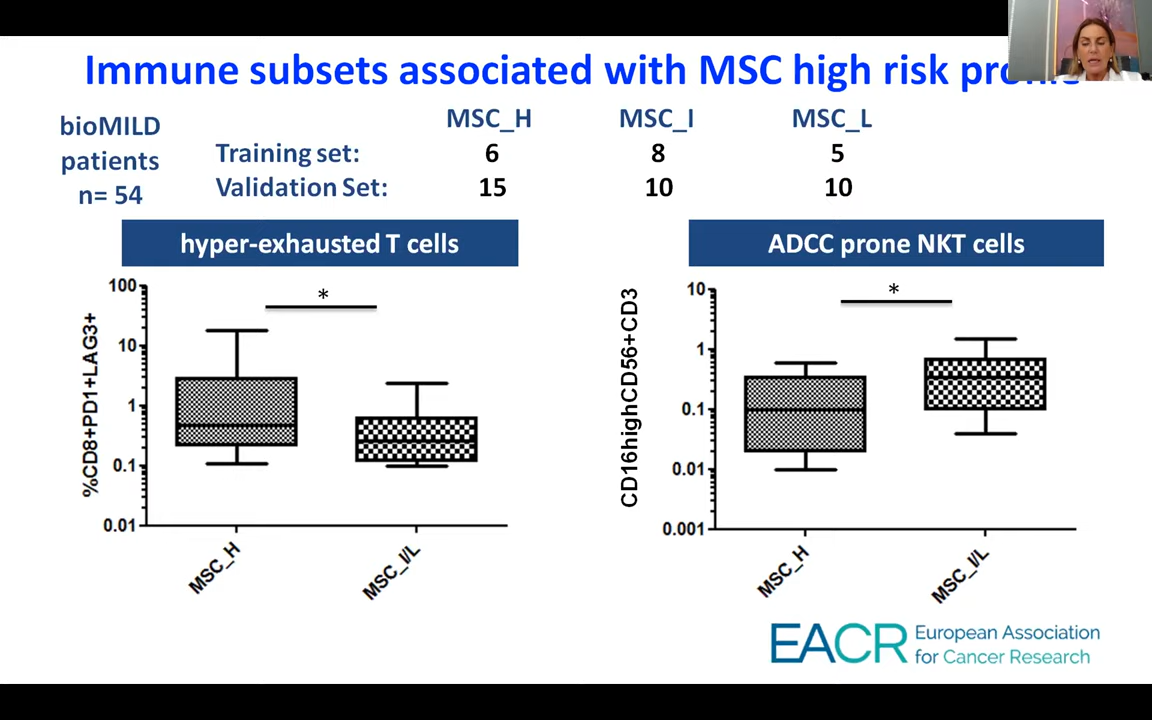 Immune subsets associated with MSC high risk
bioMILD
patients
n= 54
MSC_H MSC_I MSC_L
Training set: 6 8 5
Validation Set: 15 10 10
hyper-exhausted T cells
%CD8+PD1+LAG3+
*
100
10
1
0.1
0.01
MSC_H
MSC_I/L
ADCC prone NKT cells
CD16highCD56+CD3
*
10
1
0.1
0.01
0.001
MSC_H
MSC_I/L
EACR European Association
for Cancer Research